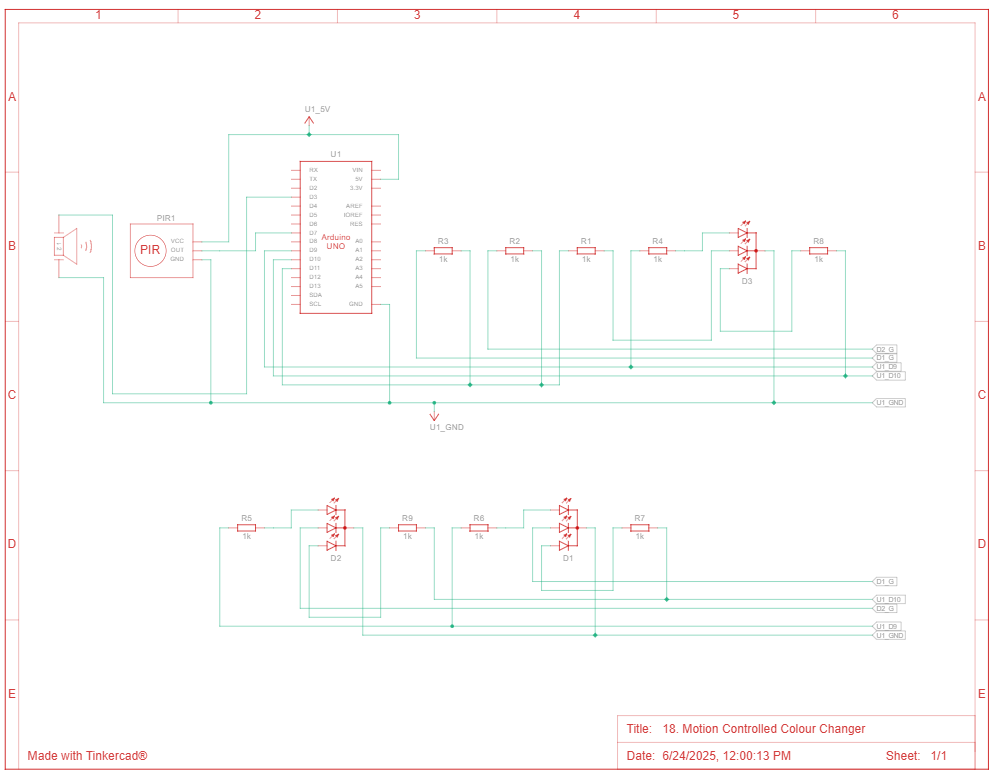 1 2 3 4 5 6
A A
U1_5V
U1
RX VIN
TX 5V
D2 3.3V
D3
D4 AREF
D5 IOREF
D6 RES
D7
D8 A0
D9 A1
D10 A2
D11 A3
D12 A4
D13 A5
SDA
SCL GND
Arduino
UNO
PIR1
PIR
VCC
OUT
GND
B B
R3
1k
R2
1k
R1
1k
R4
1k
D3
R8
1k
D2_G
D1_G
U1_D9
U1_D10
C C
U1_GND
U1_GND
R5
1k
D2
R9
1k
R6
1k
D1
R7
1k
D D
D1_G
U1_D10
D2_G
U1_D9
U1_GND
E E
Title: 18. Motion Controlled Colour Changer
Made with Tinkercad®
Date: 6/24/2025, 12:00:13 PM Sheet: 1/1